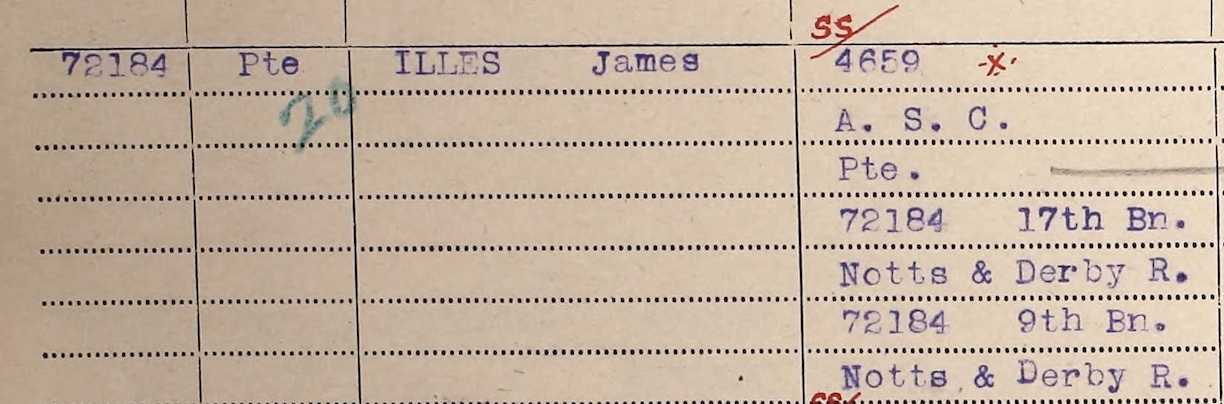 SS
72184 Pte ILLES James 4659 -x-
20
A. S. C.
Pte.
72184 17th Bn.
Notts & Derby R.
72184 9th Bn.
Notts & Derby R.